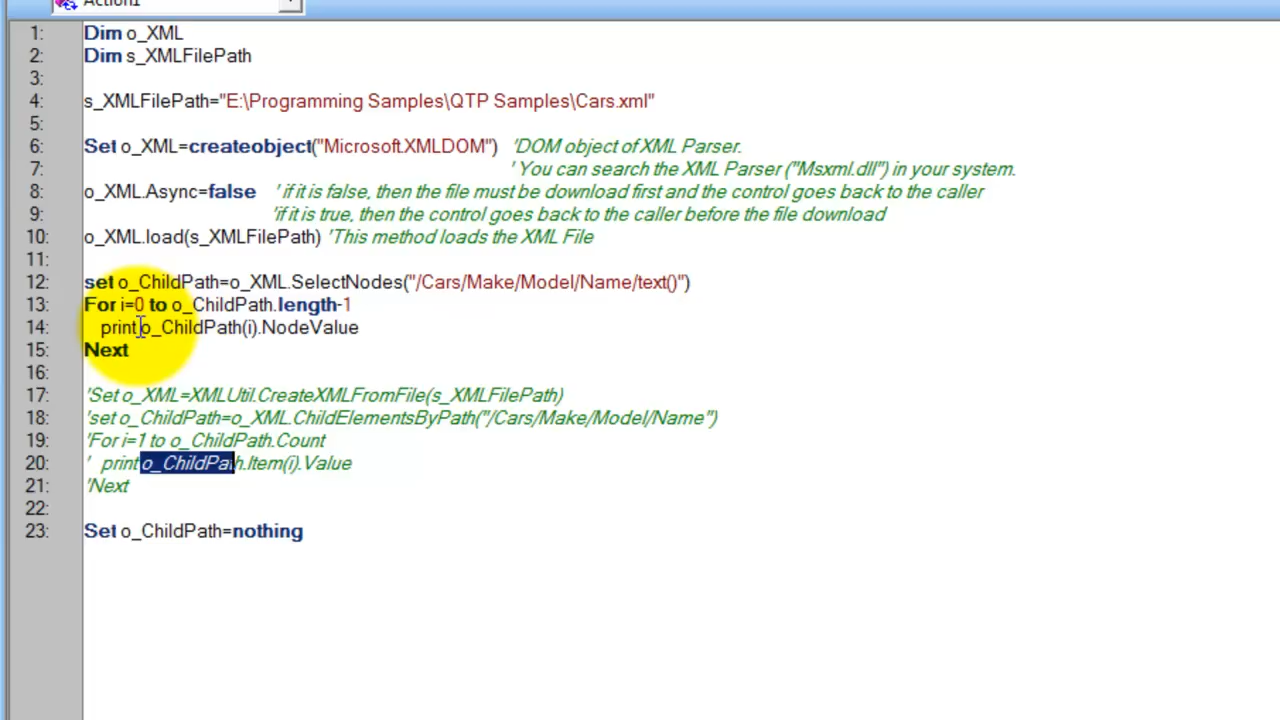 Action1
1: Dim o_XML
2: Dim s_XMLFilePath
3:
4: s_XMLFilePath="E:\Programming Samples\QTP Samples\Cars.xml"
5:
6: Set o_XML=createobject("Microsoft.XMLDOM") 'DOM object of XML Parser.
7: ' You can search the XML Parser ("Msxml.dll") in your system.
8: o_XML.Async=false ' if it is false, then the file must be download first and the control goes back to the caller
9: 'if it is true, then the control goes back to the caller before the file download
10: o_XML.load(s_XMLFilePath) 'This method loads the XML File
11:
12: set o_ChildPath=o_XML.SelectNodes("/Cars/Make/Model/Name/text()")
13: For i=0 to o_ChildPath.length-1
14: print o_ChildPath(i).NodeValue
15: Next
16:
17: 'Set o_XML=XMLUtil.CreateXMLFromFile(s_XMLFilePath)
18: 'set o_ChildPath=o_XML.ChildElementsByPath("/Cars/Make/Model/Name")
19: 'For i=1 to o_ChildPath.Count
20: ' print o_ChildPath.Item(i).Value
21: 'Next
22:
23: Set o_ChildPath=nothing